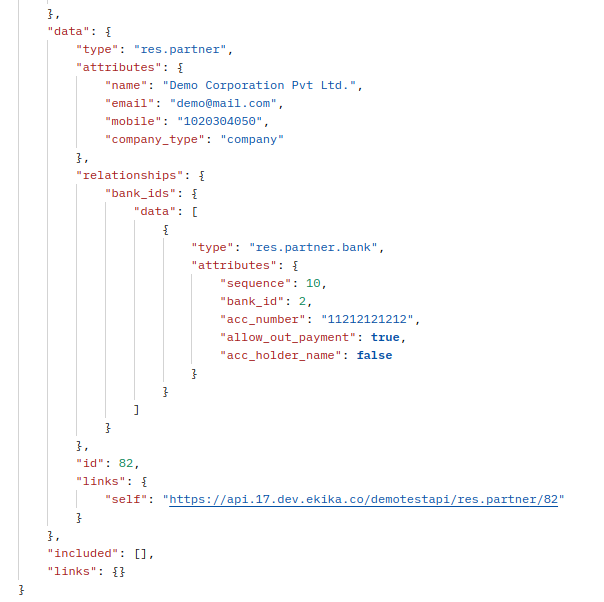 },
"data": {
"type": "res.partner",
"attributes": {
"name": "Demo Corporation Pvt Ltd.",
"email": "demo@mail.com",
"mobile": "1020304050",
"company_type": "company"
},
"relationships": {
"bank_ids": {
"data": [
{
"type": "res.partner.bank",
"attributes": {
"sequence": 10,
"bank_id": 2,
"acc_number": "11212121212",
"allow_out_payment": true,
"acc_holder_name": false
}
}
]
}
},
"id": 82,
"links": {
"self": "https://api.17.dev.ekika.co/demotestapi/res.partner/82"
}
},
"included": [],
"links": {}
}